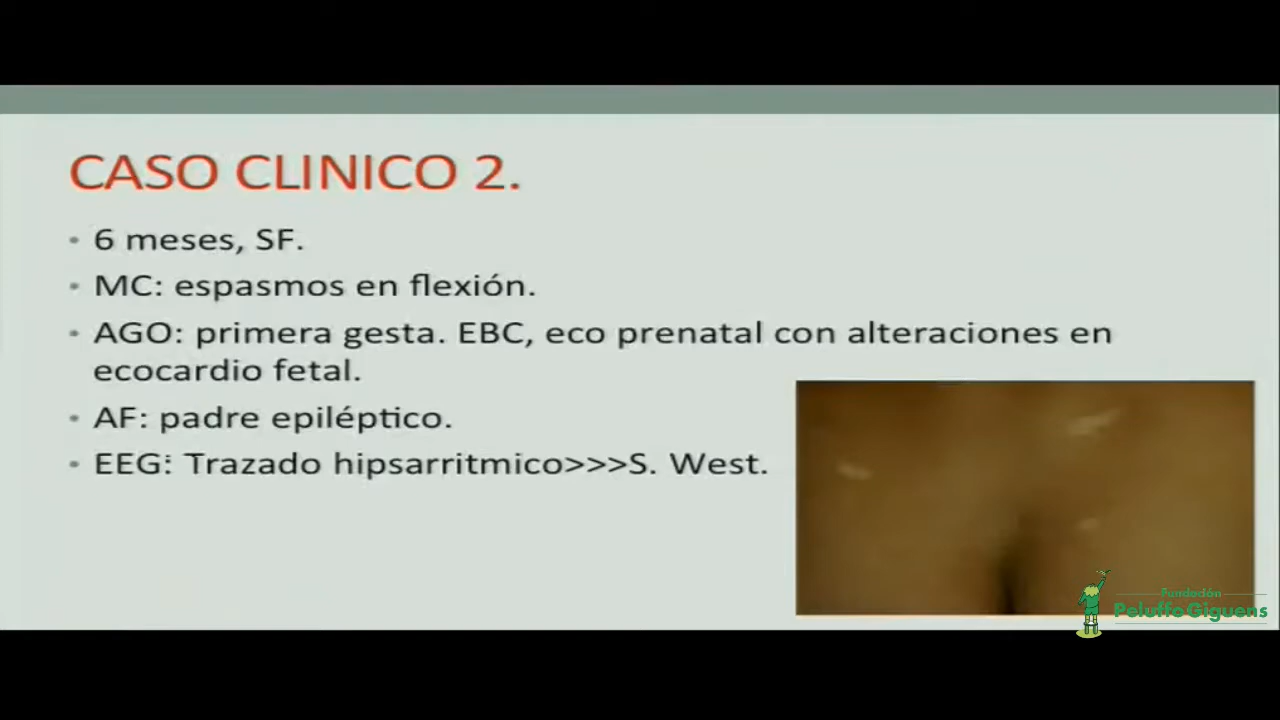 CASO CLINICO 2.
6 meses, SF.
MC: espasmos en flexión.
AGO: primera gesta. EBC, eco prenatal con alteraciones en
ecocardio fetal.
AF: padre epiléptico.
EEG: Trazado hipsarritmico>>>S. West.
Fundación
Peluffo Giguens